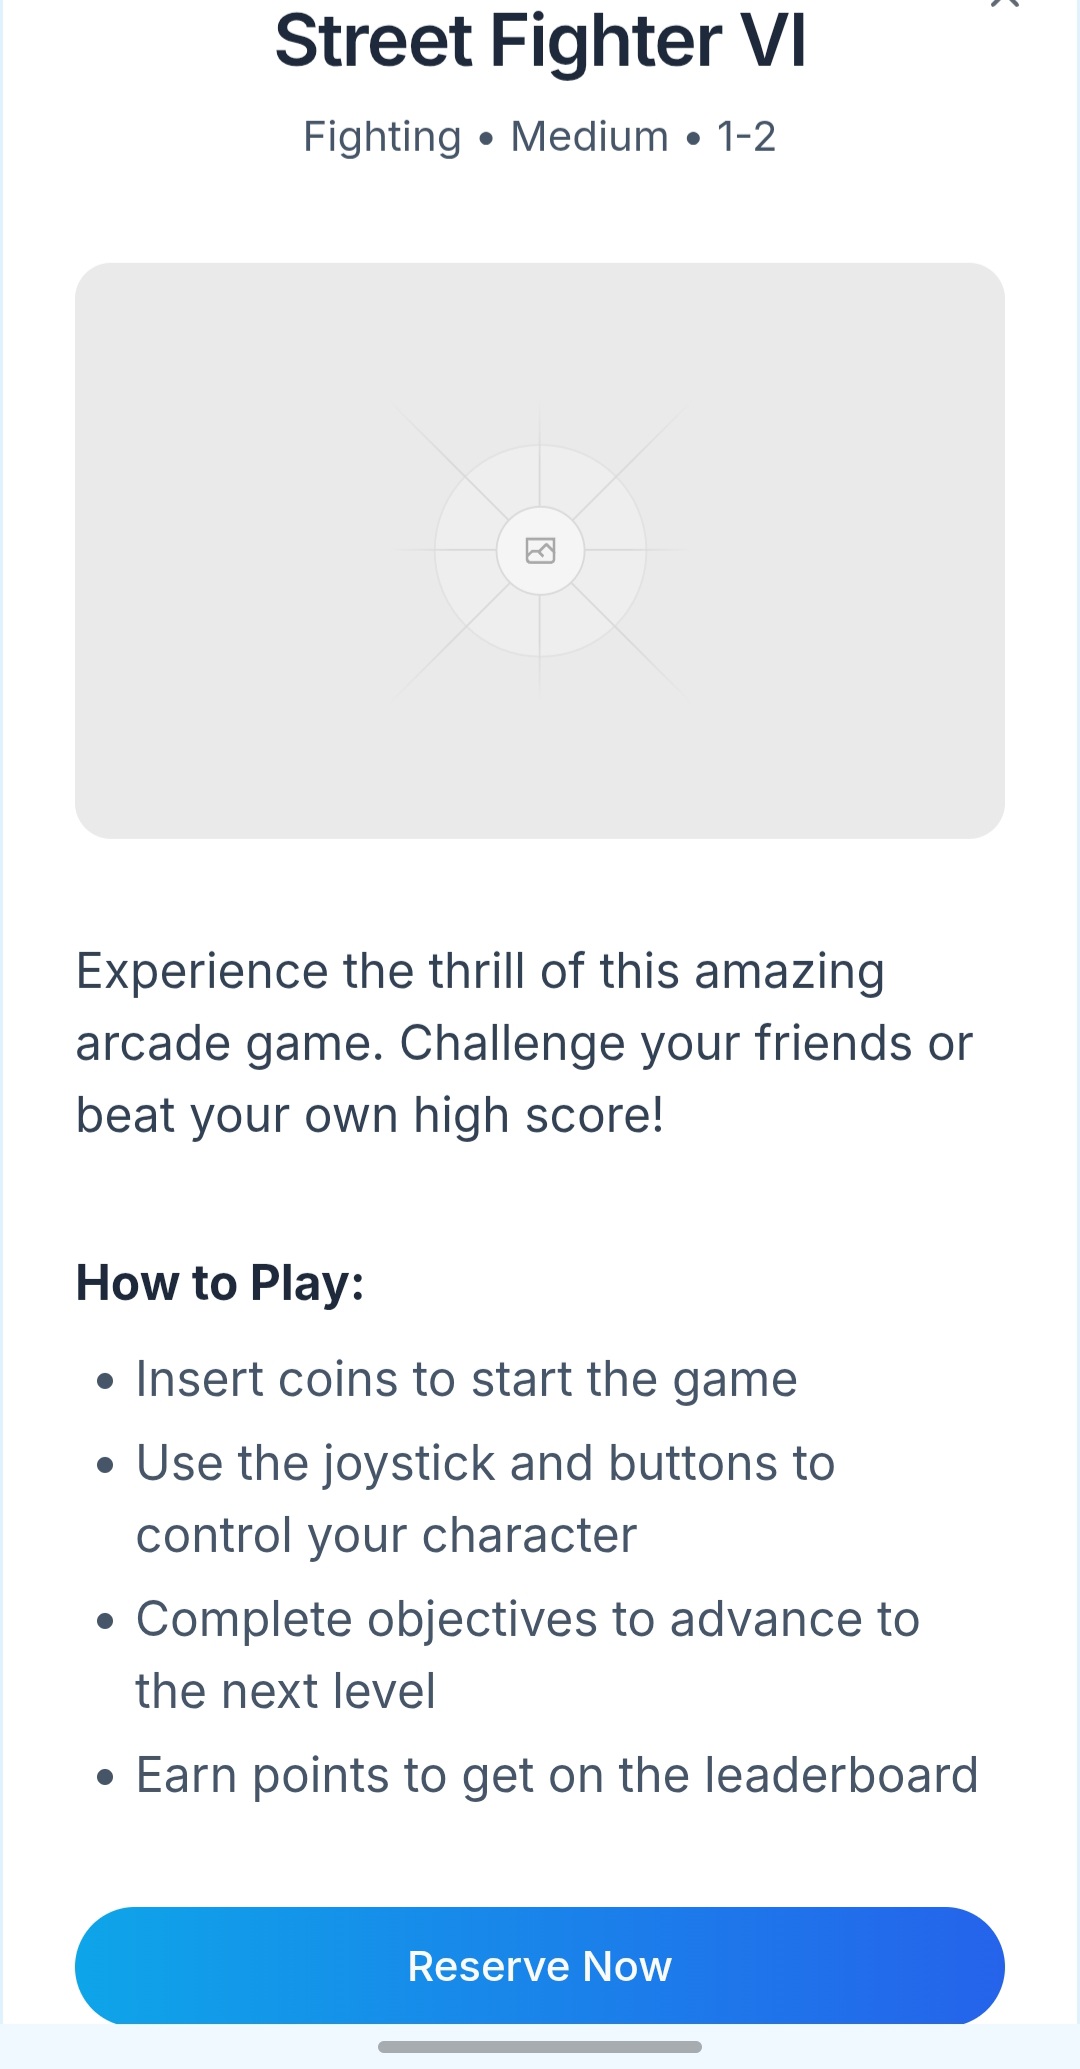 Street Fighter VI
Fighting • Medium • 1-2
Experience the thrill of this amazing
arcade game. Challenge your friends or
beat your own high score!
How to Play:
• Insert coins to start the game
• Use the joystick and buttons to
control your character
• Complete objectives to advance to
the next level
• Earn points to get on the leaderboard
Reserve Now